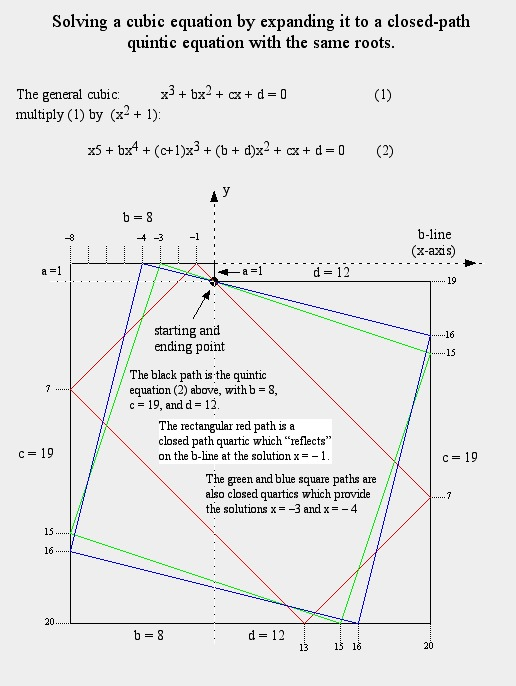 Solving a cubic equation by expanding it to a closed-path
quintic equation with the same roots.
The general cubic: x³ + bx² + cx + d = 0 (1)
multiply (1) by (x² + 1):
x5 + bx⁴ + (c+1)x³ + (b + d)x² + cx + d = 0 (2)
y
b = 8
b-line
(x-axis)
−8 −4 −3 −1
a =1 a =1 d = 12
19
starting and
ending point
16
15
The black path is the quintic
equation (2) above, with b = 8,
c = 19, and d = 12.
7
The rectangular red path is a
closed path quartic which “reflects”
on the b-line at the solution x = − 1.
c = 19 c = 19
The green and blue square paths are
also closed quartics which provide
the solutions x = −3 and x = − 4
7
15
16
20
b = 8 d = 12
13 15 16 20